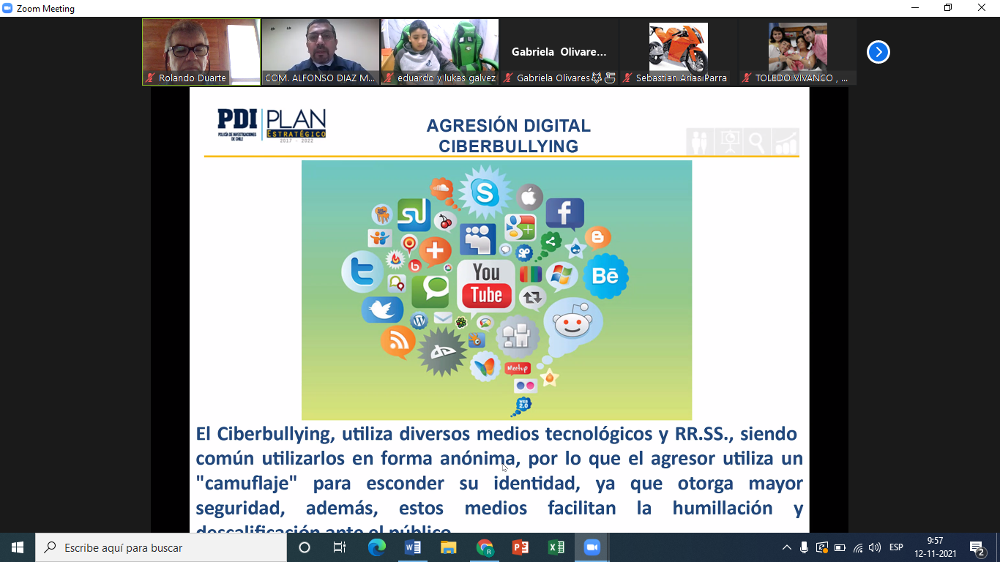 Zoom Meeting
Gabriela Olivare...
Rolando Duarte
COM. ALFONSO DIAZ M...
eduardo y lukas galvez
Gabriela Olivares
Sebastian Arias Parra
TOLEDO VIVANCO , ...
PDI PLAN
POLICÍA DE INVESTIGACIONES
DE CHILE
ESTRATÉGICO
2017 - 2022
AGRESIÓN DIGITAL
CIBERBULLYING
You
Tube
Bē
Meetup
WEB
2.0
El Ciberbullying, utiliza diversos medios tecnológicos y RR.SS., siendo
común utilizarlos en forma anónima, por lo que el agresor utiliza un
"camuflaje" para esconder su identidad, ya que otorga mayor
seguridad, además, estos medios facilitan la humillación y
descalificación ante el público.
Escribe aquí para buscar
ESP
9:57
12-11-2021
2